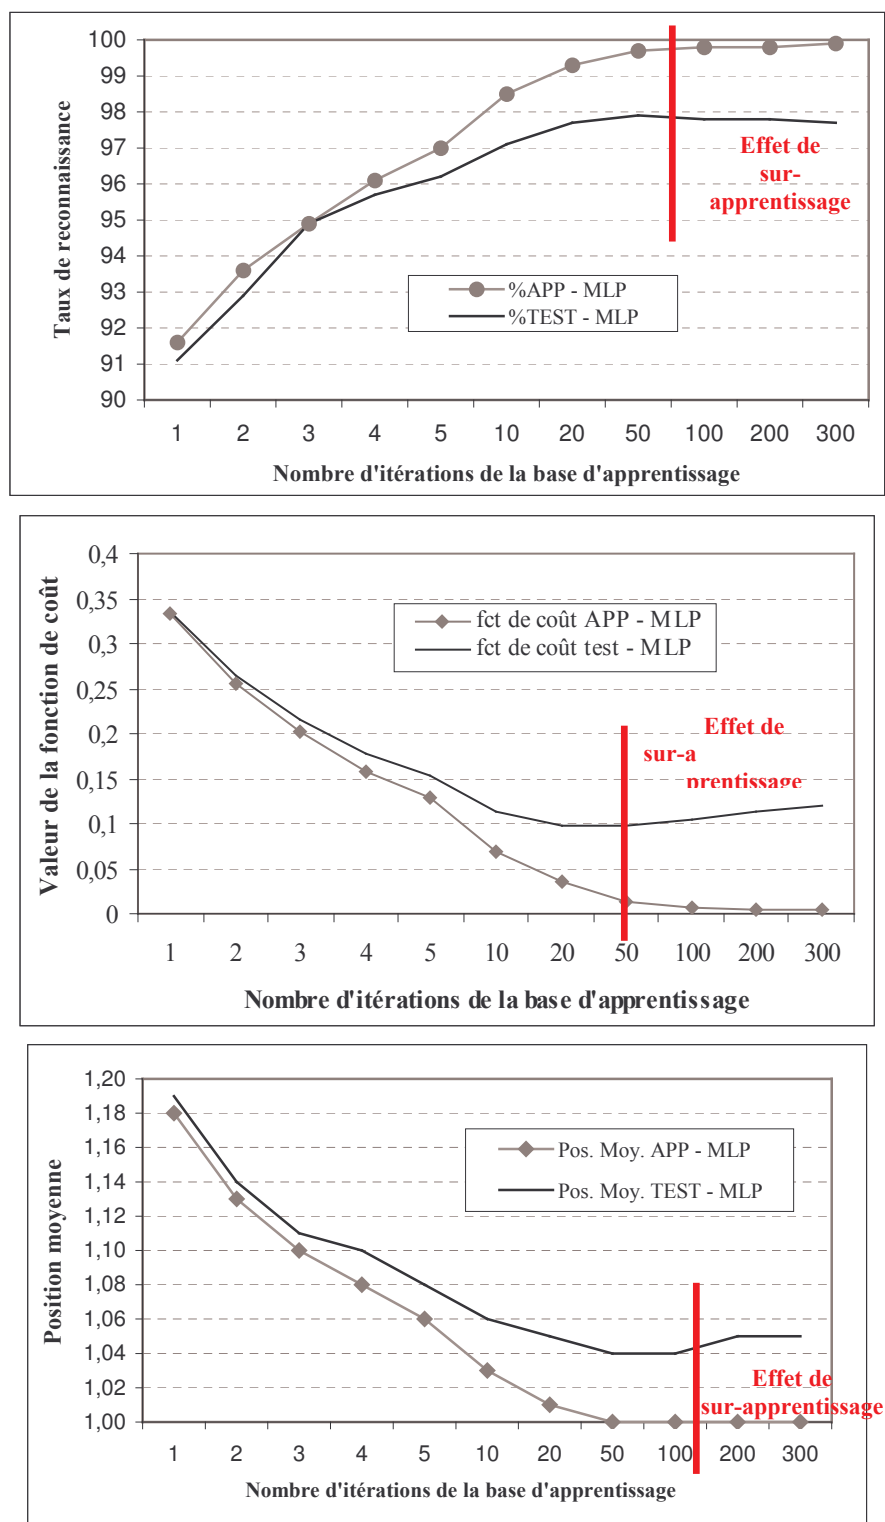 100
99
98
97
96
95
94
93
92
91
90
Taux de reconnaissance
Effet de
sur-
apprentissage
%APP - MLP
%TEST - MLP
1 2 3 4 5 10 20 50 100 200 300
Nombre d'itérations de la base d'apprentissage
0,4
0,35
0,3
0,25
0,2
0,15
0,1
0,05
0
Valeur de la fonction de coût
fct de coût APP - MLP
fct de coût test - MLP
Effet de
sur-a
prentissage
1 2 3 4 5 10 20 50 100 200 300
Nombre d'itérations de la base d'apprentissage
1,20
1,18
1,16
1,14
1,12
1,10
1,08
1,06
1,04
1,02
1,00
Position moyenne
Pos. Moy. APP - MLP
Pos. Moy. TEST - MLP
Effet de
sur-apprentissage
1 2 3 4 5 10 20 50 100 200 300
Nombre d'itérations de la base d'apprentissage